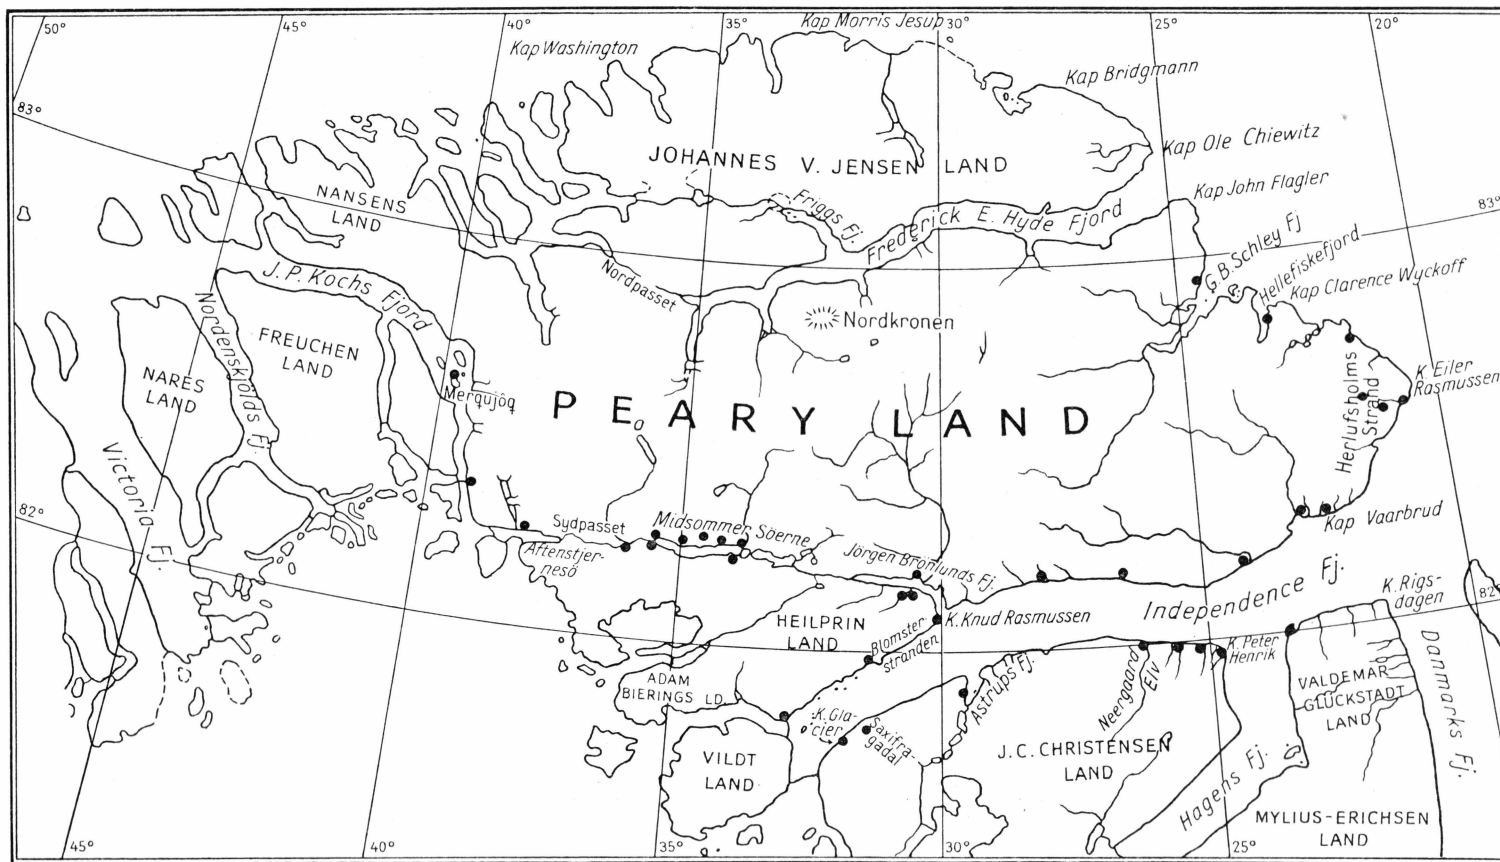 50°
45°
40°
35°
30°
25°
20°
Kap Morris Jesup
Kap Washington
Kap Bridgmann
83°
Kap Ole Chiewitz
JOHANNES V. JENSEN LAND
Kap John Flagler
NANSENS
LAND
83°
Friggs Fj.
Frederick E. Hyde Fjord
G.B. Schley Fj
Hellefiskefjord
Kap Clarence Wyckoff
J.P. Kochs Fjord
Nordpasset
Nordenskjölds Fj.
Nordkronen
FREUCHEN
LAND
NARES
LAND
Merqujôq
PEARY LAND
K. Eiler
Rasmussen
Herlufsholms
Strand
Victoria Fj.
82°
Kap Vaarbrud
Sydpasset
Midsommer Söerne
Aftenstjer-
nesö
Jörgen Brönlunds Fj.
Independence Fj.
K. Rigs-
dagen
82°
HEILPRIN
LAND
K. Knud Rasmussen
Blomster
stranden
K. Peter
Henrik
Danmarks Fj.
ADAM
BIERINGS LD.
Astrups Fj.
Neergaard
Elv
VALDEMAR
GLÜCKSTADT
LAND
K. Gla-
cier
Saxifra-
gadal
J.C. CHRISTENSEN
LAND
VILDT
LAND
Hagens Fj.
MYLIUS-ERICHSEN
LAND
45°
40°
35°
30°
25°